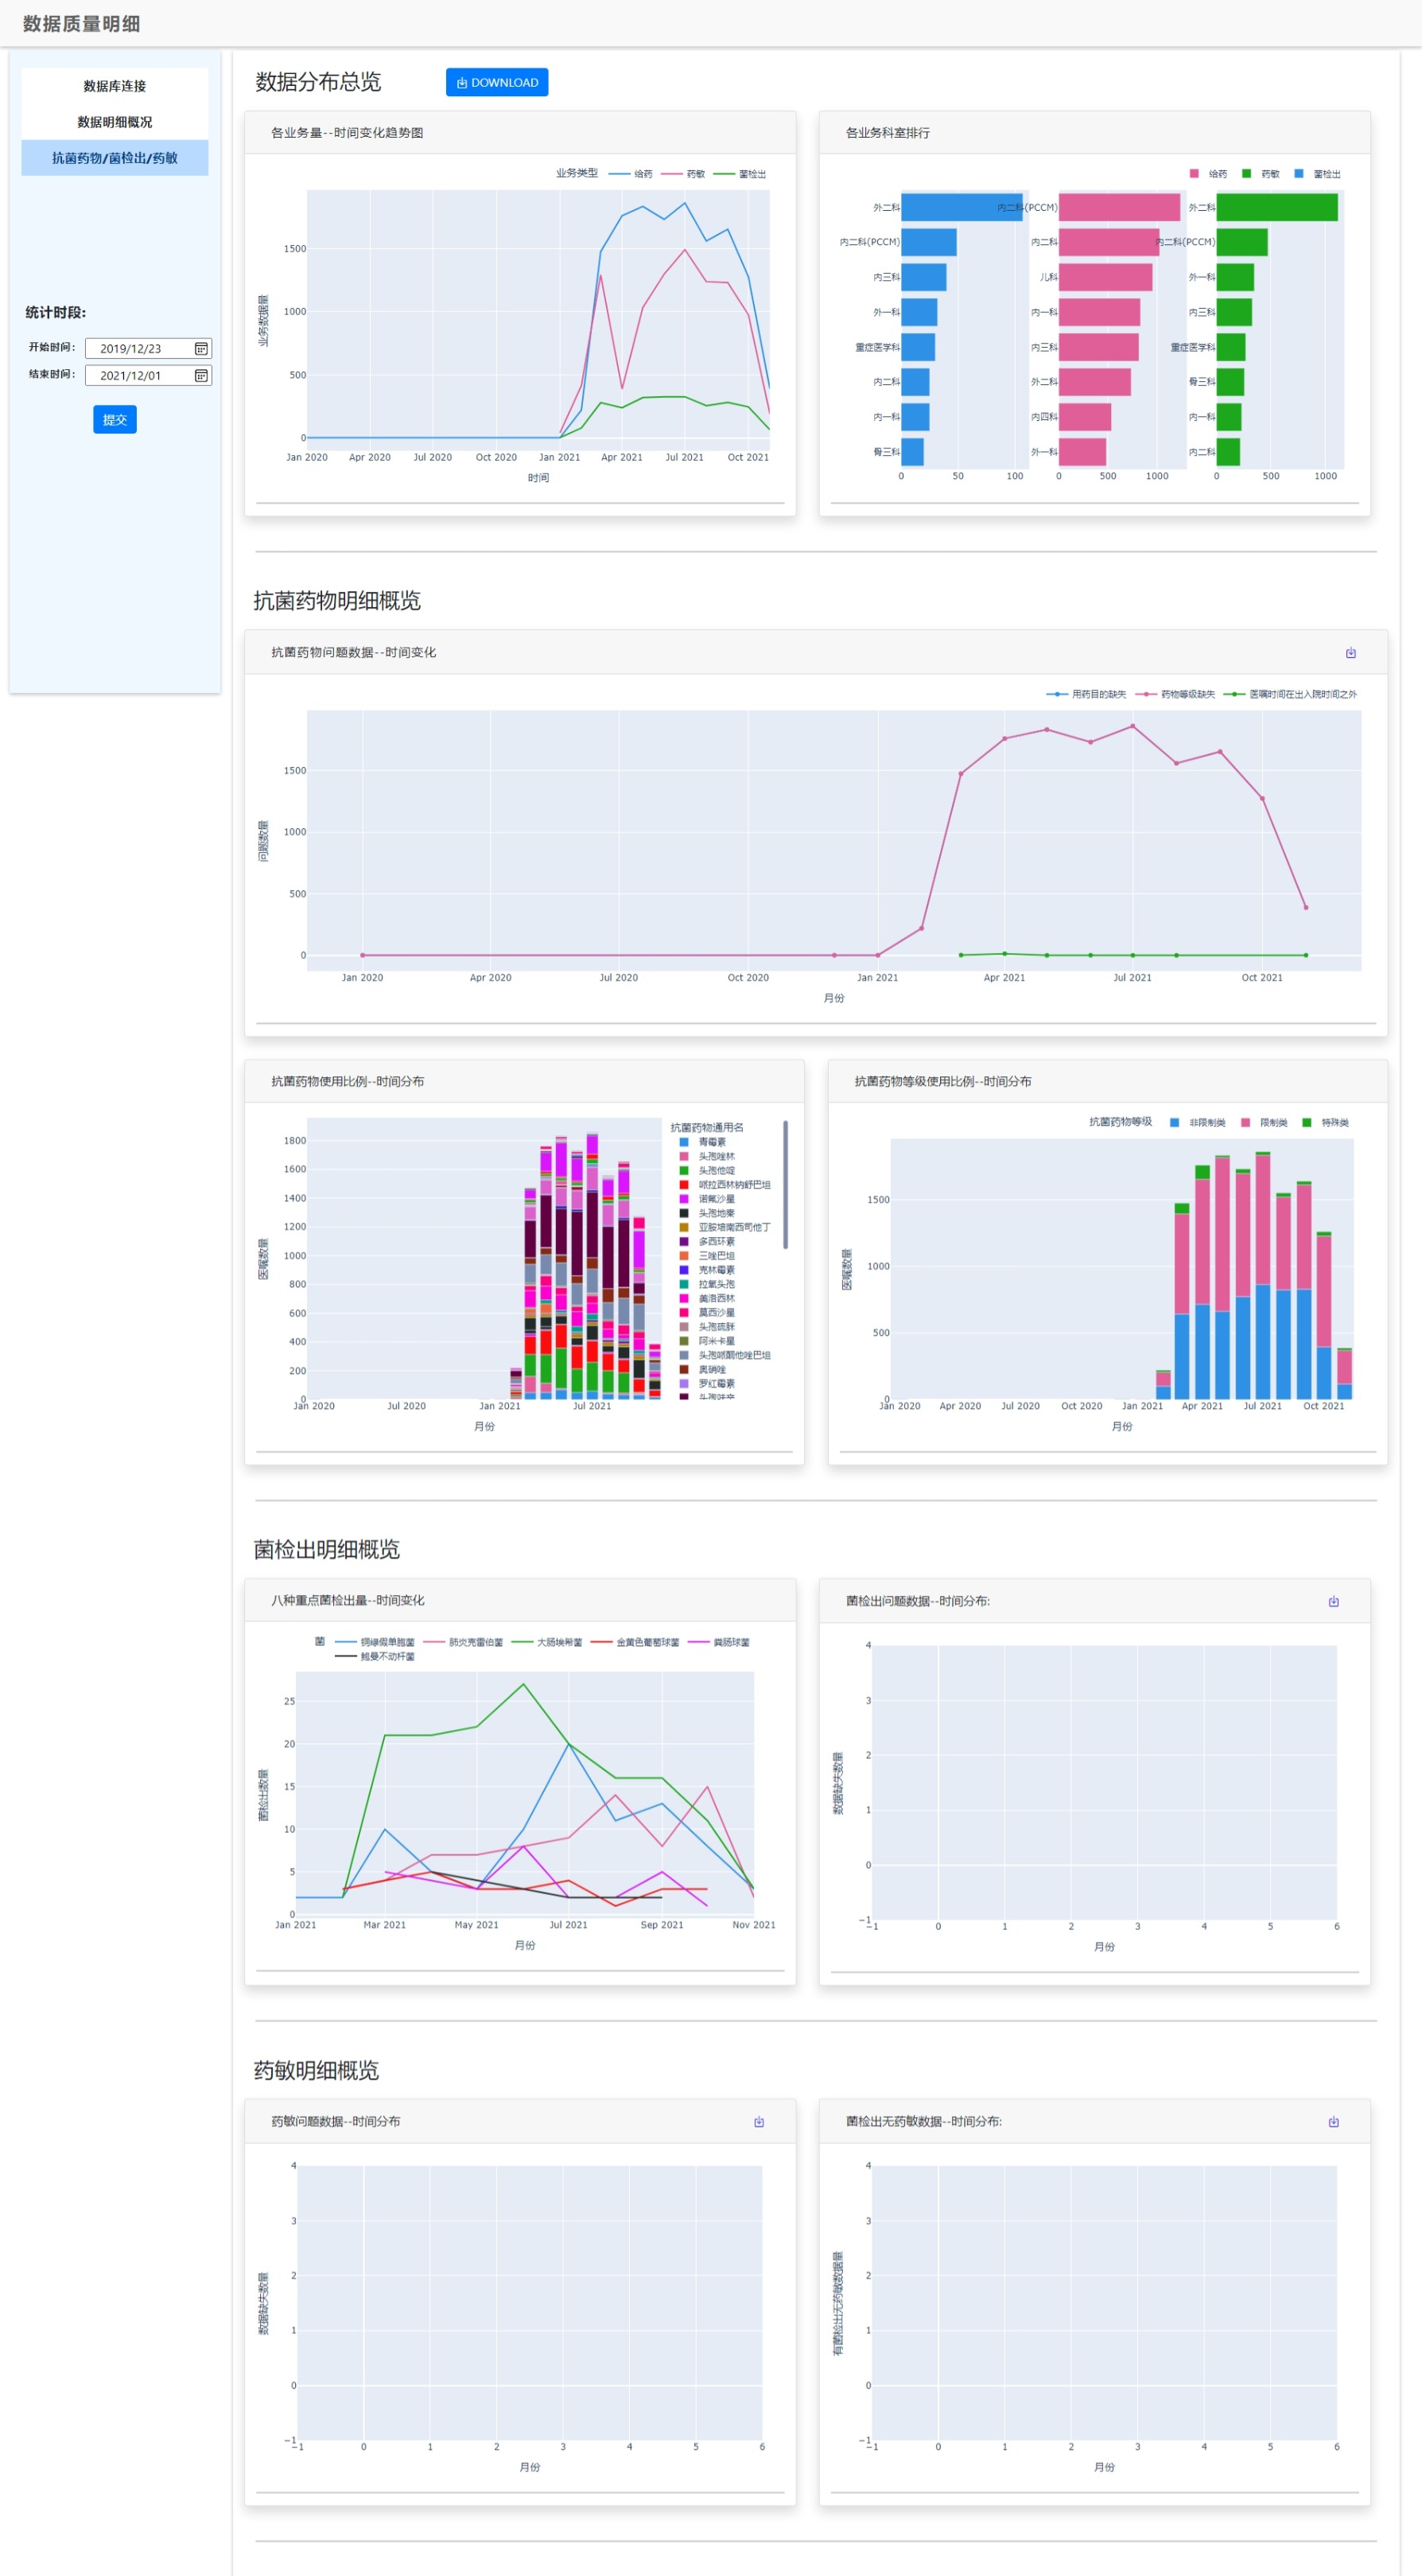 数据质量明细
数据库连接
数据明细概况
抗菌药物/菌检出/药敏
统计时段:
开始时间: 2019/12/23
结束时间: 2021/12/01
提交
数据分布总览 DOWNLOAD
各业务量--时间变化趋势图
业务类型 给药 药敏 菌检出
业务数据量
1500
1000
500
0
Jan 2020 Apr 2020 Jul 2020 Oct 2020 Jan 2021 Apr 2021 Jul 2021 Oct 2021
时间
各业务科室排行
给药 药敏 菌检出
外二科 内二科(PCCM) 外二科
内二科(PCCM) 内二科 内二科(PCCM)
内三科 儿科 外一科
外一科 内一科 内三科
重症医学科 内三科 重症医学科
内二科 外二科 骨三科
内一科 内四科 内一科
骨三科 外一科 内二科
0 50 100 0 500 1000 0 500 1000
抗菌药物明细概览
抗菌药物问题数据--时间变化
用药目的缺失 药物等级缺失 医嘱时间在出入院时间之外
问题数量
1500
1000
500
0
Jan 2020 Apr 2020 Jul 2020 Oct 2020 Jan 2021 Apr 2021 Jul 2021 Oct 2021
月份
抗菌药物使用比例--时间分布
医嘱数量
1800
1600
1400
1200
1000
800
600
400
200
0
Jan 2020 Jul 2020 Jan 2021 Jul 2021
月份
抗菌药物通用名
青霉素
头孢唑林
头孢他啶
哌拉西林钠舒巴坦
诺氟沙星
头孢地嗪
亚胺培南西司他丁
多西环素
三唑巴坦
克林霉素
拉氧头孢
美洛西林
莫西沙星
头孢硫脒
阿米卡星
头孢哌酮他唑巴坦
奥硝唑
罗红霉素
抗菌药物等级使用比例--时间分布
抗菌药物等级 非限制类 限制类 特殊类
医嘱数量
1500
1000
500
0
Jan 2020 Apr 2020 Jul 2020 Oct 2020 Jan 2021 Apr 2021 Jul 2021 Oct 2021
月份
菌检出明细概览
八种重点菌检出量--时间变化
菌 铜绿假单胞菌 肺炎克雷伯菌 大肠埃希菌 金黄色葡萄球菌 粪肠球菌
鲍曼不动杆菌
菌检出数量
25
20
15
10
5
0
Jan 2021 Mar 2021 May 2021 Jul 2021 Sep 2021 Nov 2021
月份
菌检出问题数据--时间分布:
数据缺失数量
4
3
2
1
0
−1
−1 0 1 2 3 4 5 6
月份
药敏明细概览
药敏问题数据--时间分布
数据缺失数量
4
3
2
1
0
−1
−1 0 1 2 3 4 5 6
月份
菌检出无药敏数据--时间分布:
有菌检出无药敏数据量
4
3
2
1
0
−1
−1 0 1 2 3 4 5 6
月份